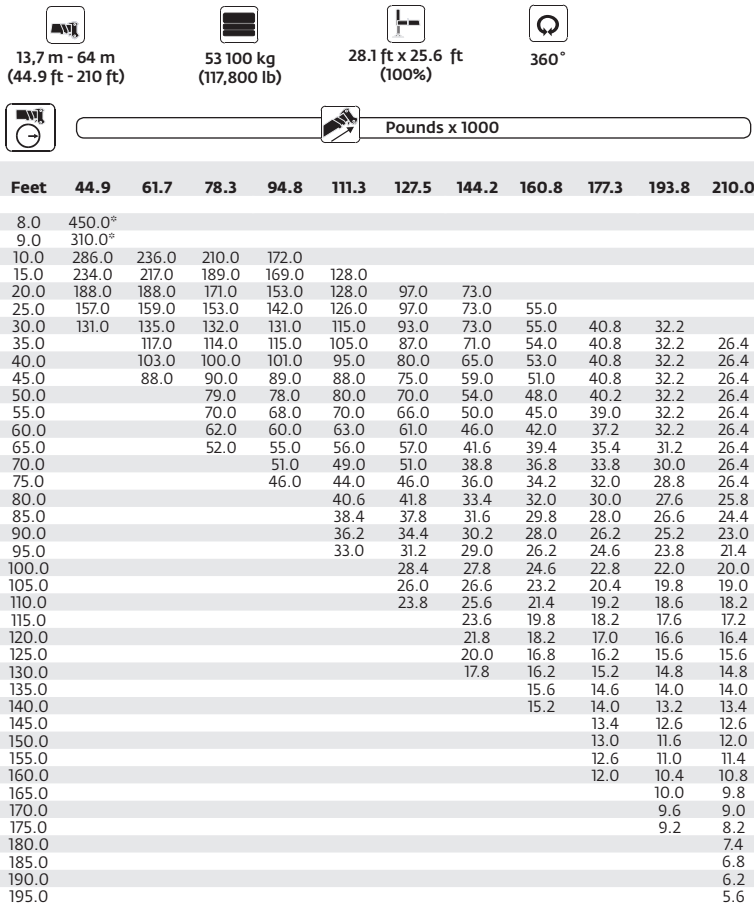 13,7 m - 64 m 53 100 kg 28.1 ft x 25.6 ft 360°
(44.9 ft - 210 ft) (117,800 lb) (100%)
Pounds x 1000
Feet 44.9 61.7 78.3 94.8 111.3 127.5 144.2 160.8 177.3 193.8 210.0
8.0 450.0*
9.0 310.0*
10.0 286.0 236.0 210.0 172.0
15.0 234.0 217.0 189.0 169.0 128.0
20.0 188.0 188.0 171.0 153.0 128.0 97.0 73.0
25.0 157.0 159.0 153.0 142.0 126.0 97.0 73.0 55.0
30.0 131.0 135.0 132.0 131.0 115.0 93.0 73.0 55.0 40.8 32.2
35.0 117.0 114.0 115.0 105.0 87.0 71.0 54.0 40.8 32.2 26.4
40.0 103.0 100.0 101.0 95.0 80.0 65.0 53.0 40.8 32.2 26.4
45.0 88.0 90.0 89.0 88.0 75.0 59.0 51.0 40.8 32.2 26.4
50.0 79.0 78.0 80.0 70.0 54.0 48.0 40.2 32.2 26.4
55.0 70.0 68.0 70.0 66.0 50.0 45.0 39.0 32.2 26.4
60.0 62.0 60.0 63.0 61.0 46.0 42.0 37.2 32.2 26.4
65.0 52.0 55.0 56.0 57.0 41.6 39.4 35.4 31.2 26.4
70.0 51.0 49.0 51.0 38.8 36.8 33.8 30.0 26.4
75.0 46.0 44.0 46.0 36.0 34.2 32.0 28.8 26.4
80.0 40.6 41.8 33.4 32.0 30.0 27.6 25.8
85.0 38.4 37.8 31.6 29.8 28.0 26.6 24.4
90.0 36.2 34.4 30.2 28.0 26.2 25.2 23.0
95.0 33.0 31.2 29.0 26.2 24.6 23.8 21.4
100.0 28.4 27.8 24.6 22.8 22.0 20.0
105.0 26.0 26.6 23.2 20.4 19.8 19.0
110.0 23.8 25.6 21.4 19.2 18.6 18.2
115.0 23.6 19.8 18.2 17.6 17.2
120.0 21.8 18.2 17.0 16.6 16.4
125.0 20.0 16.8 16.2 15.6 15.6
130.0 17.8 16.2 15.2 14.8 14.8
135.0 15.6 14.6 14.0 14.0
140.0 15.2 14.0 13.2 13.4
145.0 13.4 12.6 12.6
150.0 13.0 11.6 12.0
155.0 12.6 11.0 11.4
160.0 12.0 10.4 10.8
165.0 10.0 9.8
170.0 9.6 9.0
175.0 9.2 8.2
180.0 7.4
185.0 6.8
190.0 6.2
195.0 5.6